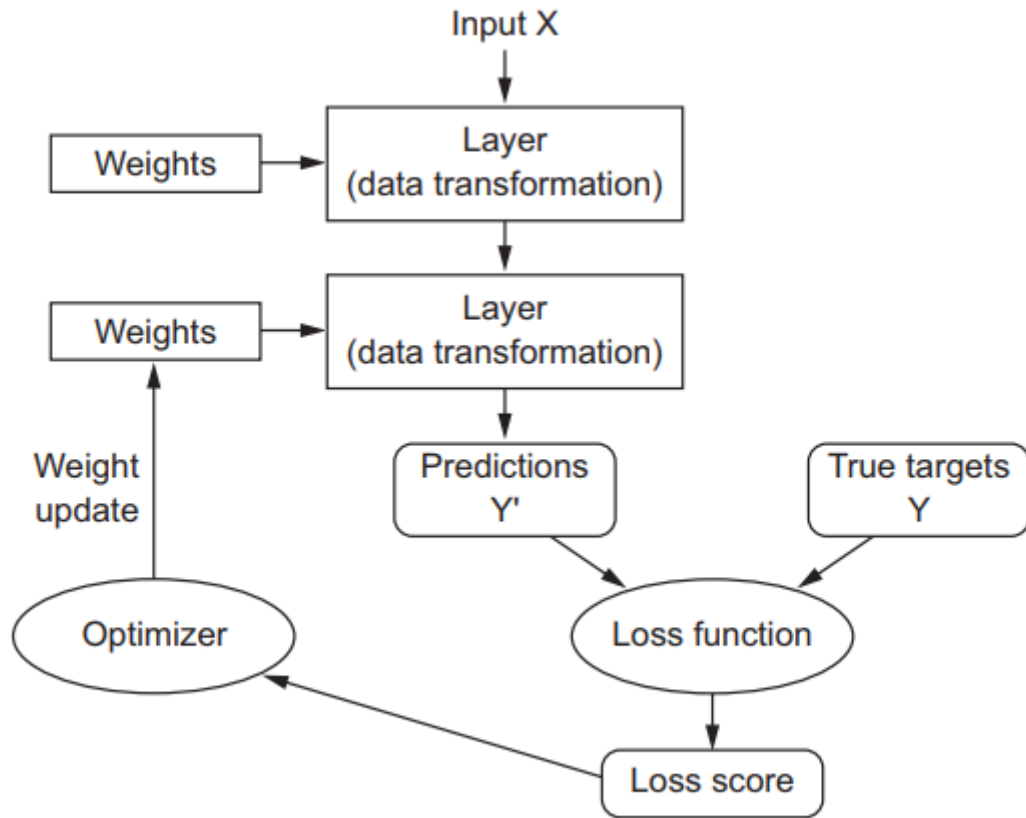 Input X
Weights
Layer
(data transformation)
Weights
Layer
(data transformation)
Weight
update
Predictions
Y'
True targets
Y
Optimizer
Loss function
Loss score